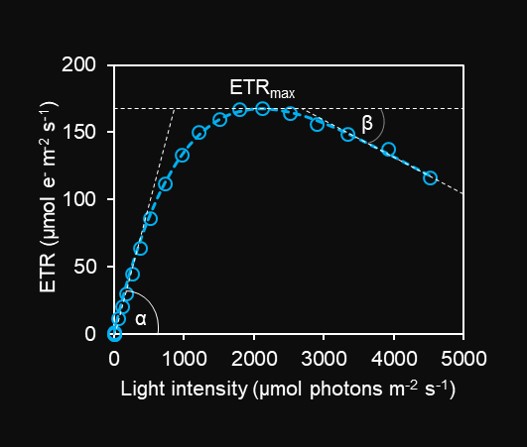 200
ETRmax
150
β
100
50
α
0
0 1000 2000 3000 4000 5000
ETR (µmol e- m-2 s-1)
Light intensity (µmol photons m-2 s-1)